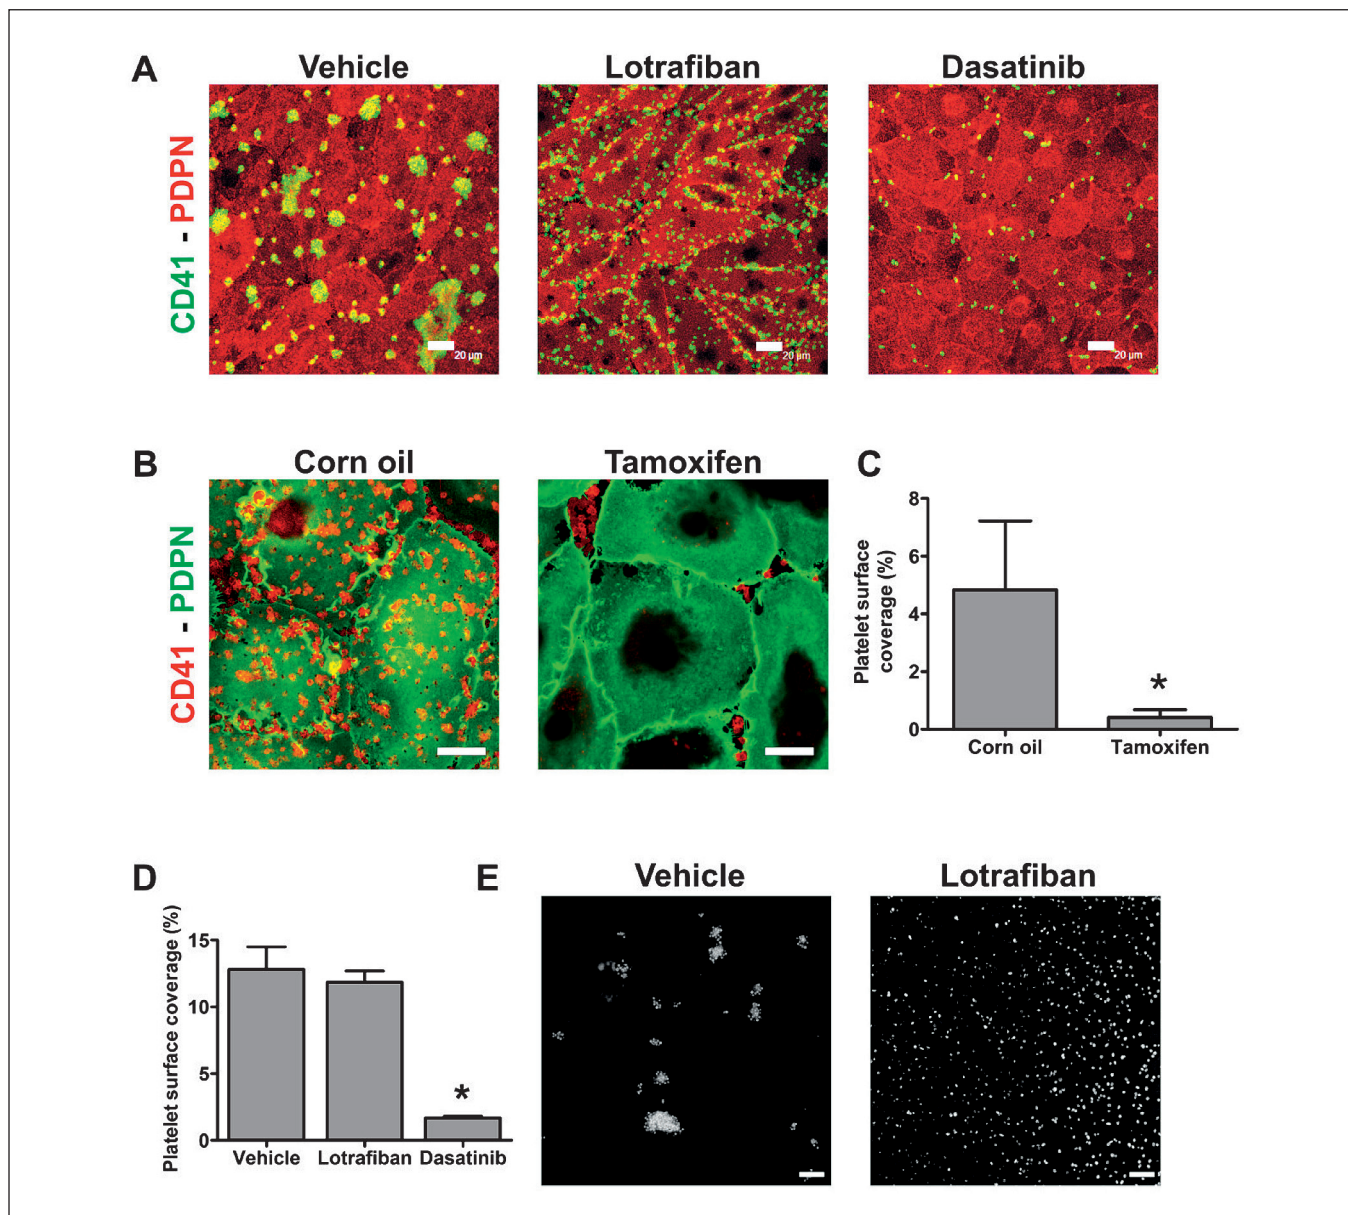 A
Vehicle
Lotrafiban
Dasatinib
CD41 - PDPN
20 µm
20 µm
20 µm
B
Corn oil
Tamoxifen
CD41 - PDPN
C
Platelet surface
coverage (%)
8
6
4
2
0
*
Corn oil
Tamoxifen
D
Platelet surface coverage (%)
15
10
5
0
*
Vehicle
Lotrafiban
Dasatinib
E
Vehicle
Lotrafiban